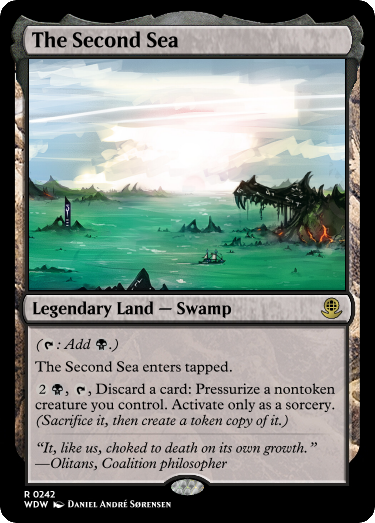 The Second Sea
Legendary Land — Swamp
( : Add .)
The Second Sea enters tapped.
2 , , Discard a card: Pressurize a nontoken
creature you control. Activate only as a sorcery.
(Sacrifice it, then create a token copy of it.)
“It, like us, choked to death on its own growth.”
—Olitans, Coalition philosopher
R 0242
WDW Daniel André Sørensen